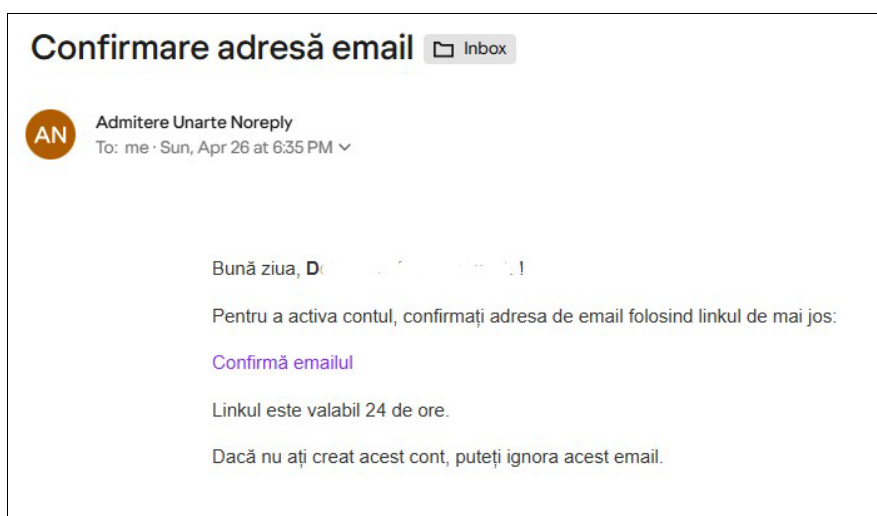 Confirmare adresă email Inbox
AN
Admitere Unarte Noreply
To: me · Sun, Apr 26 at 6:35 PM
Bună ziua, !
Pentru a activa contul, confirmați adresa de email folosind linkul de mai jos:
Confirmă emailul
Linkul este valabil 24 de ore.
Dacă nu ați creat acest cont, puteți ignora acest email.